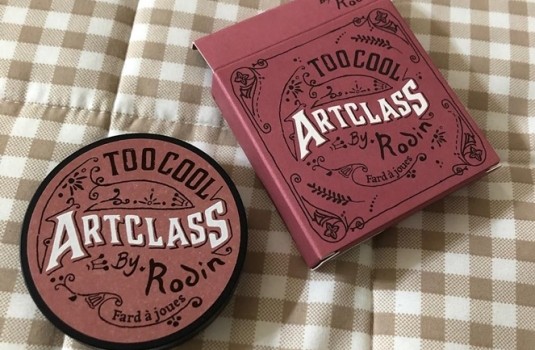 TOO COOL
ARTCLASS
By Rodin
Fard à joues
TOO COOL
ARTCLASS
By Rodin
Fard à joues